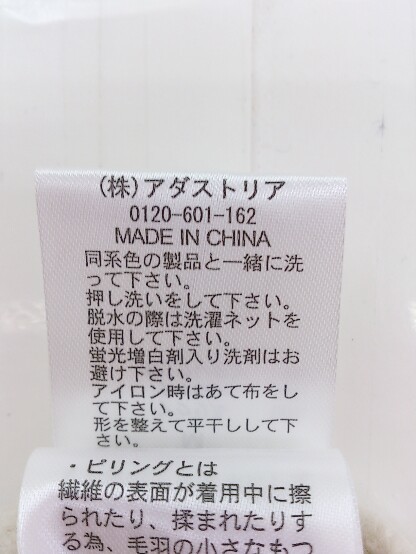 (株)アダストリア
0120-601-162
MADE IN CHINA
同系色の製品と一緒に洗
って下さい。
押し洗いをして下さい。
脱水の際は洗濯ネットを
使用して下さい。
蛍光増白剤入り洗剤はお
避け下さい。
アイロン時はあて布をし
て下さい。
形を整えて平干しして下
さい。
・ピリングとは
繊維の表面が着用中に擦
られたり、揉まれたりす
る為、毛羽の小さなもつ